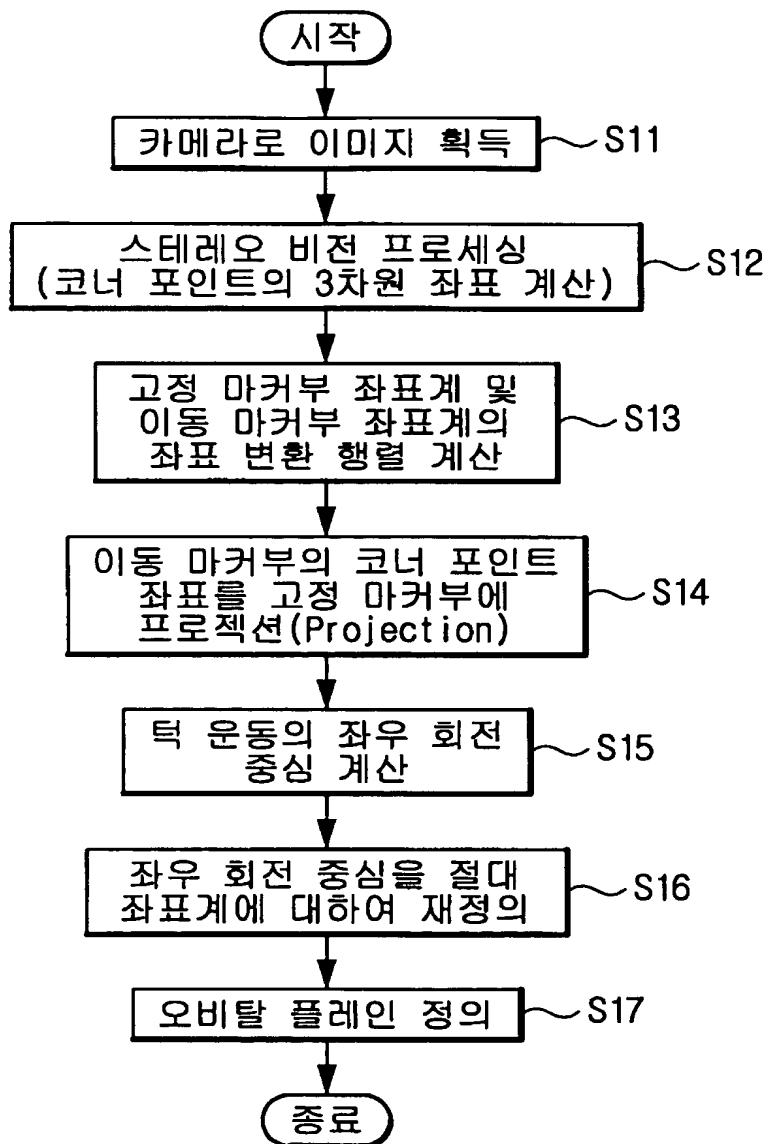 시작
카메라로 이미지 획득
S11
스테레오 비전 프로세싱
(코너 포인트의 3차원 좌표 계산)
S12
고정 마커부 좌표계 및
이동 마커부 좌표계의
좌표 변환 행렬 계산
S13
이동 마커부의 코너 포인트
좌표를 고정 마커부에
프로젝션(Projection)
S14
턱 운동의 좌우 회전
중심 계산
S15
좌우 회전 중심을 절대
좌표계에 대하여 재정의
S16
오비탈 플레인 정의
S17
종료